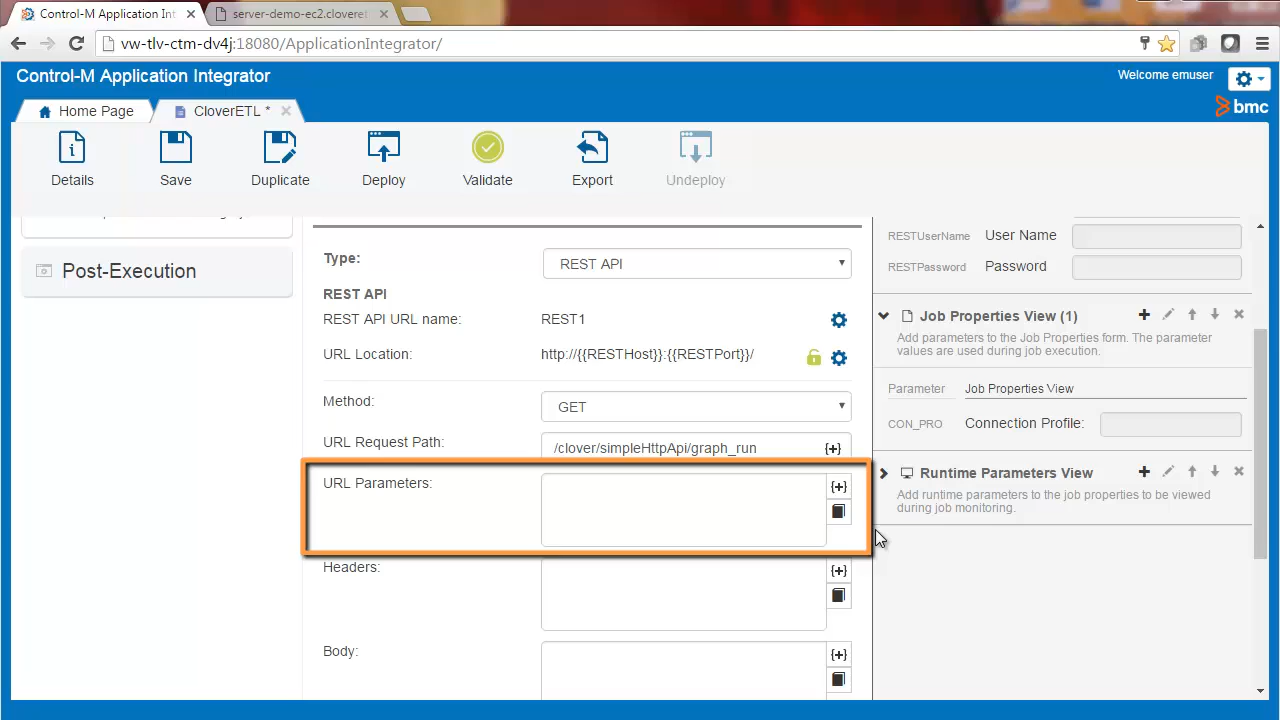 Control-M Application Int
server-demo-ec2.cloveret
vw-tlv-ctm-dv4j:18080/ApplicationIntegrator/
Control-M Application Integrator
Welcome emuser
bmc
Home Page
CloverETL *
Details
Save
Duplicate
Deploy
Validate
Export
Undeploy
Post-Execution
Type:
REST API
REST API
REST API URL name:
REST1
URL Location:
http://{{RESTHost}}:{{RESTPort}}/
Method:
GET
URL Request Path:
/clover/simpleHttpApi/graph_run
{+}
URL Parameters:
{+}
Headers:
{+}
Body:
{+}
RESTUserName User Name
RESTPassword Password
Job Properties View (1)
Add parameters to the Job Properties form. The parameter
values are used during job execution.
Parameter Job Properties View
CON_PRO Connection Profile:
Runtime Parameters View
Add runtime parameters to the job properties to be viewed
during job monitoring.